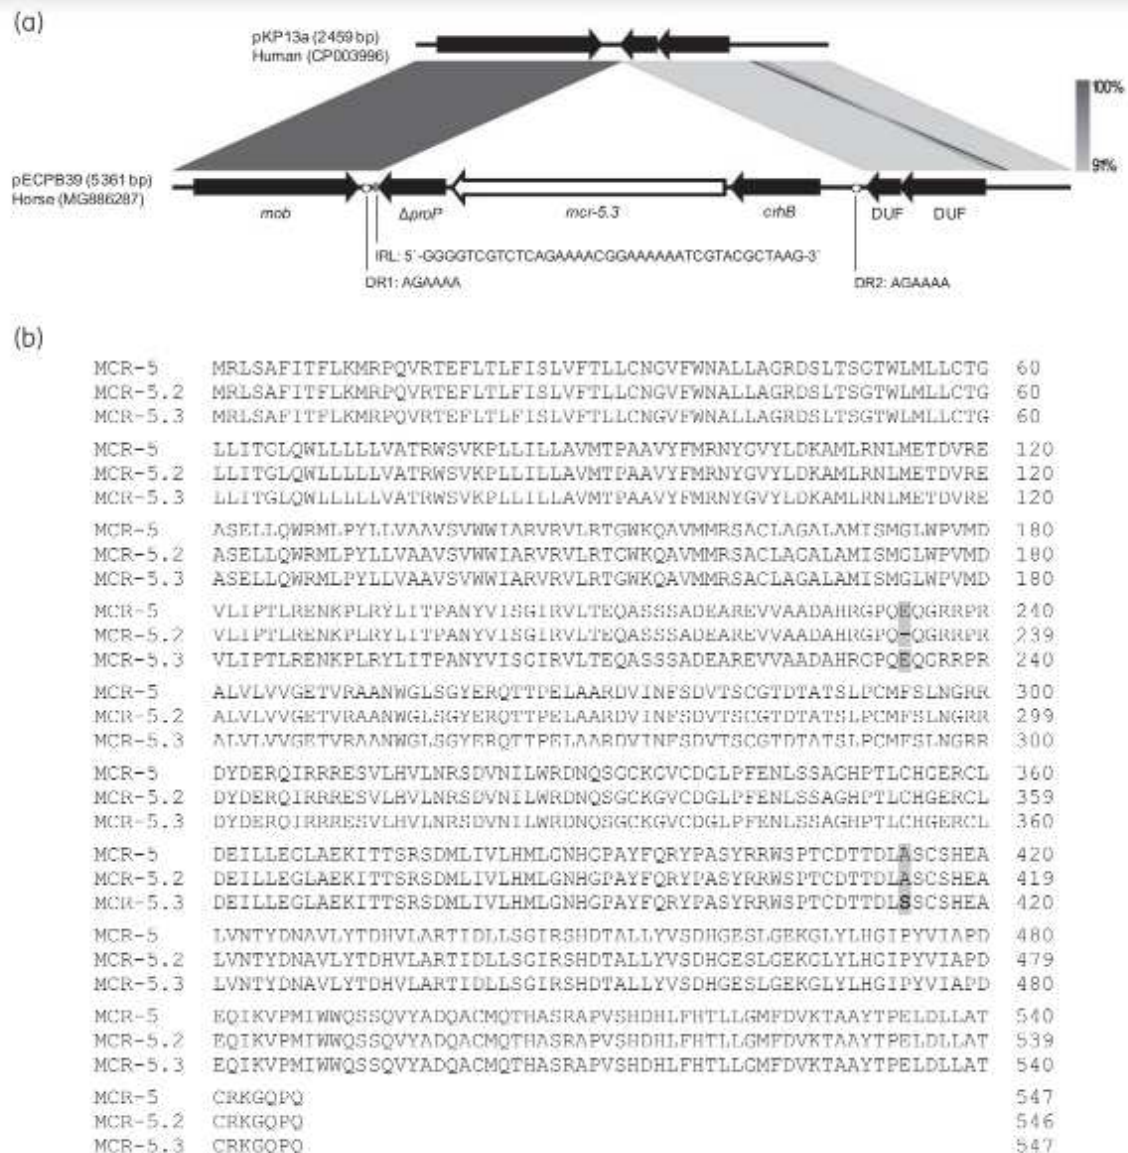 (a)
pKP13a (2459 bp)
Human (CP003996)
100%
91%
pECPB39 (5361 bp)
Horse (MG886287)
mob
ΔproP
mcr-5.3
crhB
DUF
DUF
IRL: 5´-GGGGTCGTCTCAGAAAACGGAAAAAATCGTACGCTAAG-3´
DR1: AGAAAA
DR2: AGAAAA
(b)
MCR-5 MRLSAFITFLKMRPQVRTEFLTLFISLVFTLLCNGVFWNALLAGRDSLTSGTWLMLLCTG 60
MCR-5.2 MRLSAFITFLKMRPQVRTEFLTLFISLVFTLLCNGVFWNALLAGRDSLTSGTWLMLLCTG 60
MCR-5.3 MRLSAFITFLKMRPQVRTEFLTLFISLVFTLLCNGVFWNALLAGRDSLTSGTWLMLLCTG 60
MCR-5 LLITGLQWLLLLLVATRWSVKPLLILLAVMTPAAVYFMRNYGVYLDKAMLRNLMETDVRE 120
MCR-5.2 LLITGLQWLLLLLVATRWSVKPLLILLAVMTPAAVYFMRNYGVYLDKAMLRNLMETDVRE 120
MCR-5.3 LLITGLQWLLLLLVATRWSVKPLLILLAVMTPAAVYFMRNYGVYLDKAMLRNLMETDVRE 120
MCR-5 ASELLQWRMLPYLLVAAVSVWWIARVRVLRTGWKQAVMMRSACLAGALAMISMGLWPVMD 180
MCR-5.2 ASELLQWRMLPYLLVAAVSVWWIARVRVLRTGWKQAVMMRSACLAGALAMISMGLWPVMD 180
MCR-5.3 ASELLQWRMLPYLLVAAVSVWWIARVRVLRTGWKQAVMMRSACLAGALAMISMGLWPVMD 180
MCR-5 VLIPTLRENKPLRYLITPANYVISGIRVLTEQASSSADEAREVVAADAHRGPQEQGRRPR 240
MCR-5.2 VLIPTLRENKPLRYLITPANYVISGIRVLTEQASSSADEAREVVAADAHRGPQ-QGRRPR 239
MCR-5.3 VLIPTLRENKPLRYLITPANYVISGIRVLTEQASSSADEAREVVAADAHRGPQEQGRRPR 240
MCR-5 ALVLVVGETVRAANWGLSGYERQTTPELAARDVINFSDVTSCGTDTATSLPCMFSLNGRR 300
MCR-5.2 ALVLVVGETVRAANWGLSGYERQTTPELAARDVINFSDVTSCGTDTATSLPCMFSLNGRR 299
MCR-5.3 ALVLVVGETVRAANWGLSGYERQTTPELAARDVINFSDVTSCGTDTATSLPCMFSLNGRR 300
MCR-5 DYDERQIRRRESVLHVLNRSDVNILWRDNQSGCKGVCDGLPFENLSSAGHPTLCHGERCL 360
MCR-5.2 DYDERQIRRRESVLHVLNRSDVNILWRDNQSGCKGVCDGLPFENLSSAGHPTLCHGERCL 359
MCR-5.3 DYDERQIRRRESVLHVLNRSDVNILWRDNQSGCKGVCDGLPFENLSSAGHPTLCHGERCL 360
MCR-5 DEILLEGLAEKITTSRSDMLIVLHMLGNHGPAYFQRYPASYRRWSPTCDTTDLASCSHEA 420
MCR-5.2 DEILLEGLAEKITTSRSDMLIVLHMLGNHGPAYFQRYPASYRRWSPTCDTTDLASCSHEA 419
MCR-5.3 DEILLEGLAEKITTSRSDMLIVLHMLGNHGPAYFQRYPASYRRWSPTCDTTDLSSCSHEA 420
MCR-5 LVNTYDNAVLYTDHVLARTIDLLSGIRSHDTALLYVSDHGESLGEKGLYLHGIPYVIAPD 480
MCR-5.2 LVNTYDNAVLYTDHVLARTIDLLSGIRSHDTALLYVSDHGESLGEKGLYLHGIPYVIAPD 479
MCR-5.3 LVNTYDNAVLYTDHVLARTIDLLSGIRSHDTALLYVSDHGESLGEKGLYLHGIPYVIAPD 480
MCR-5 EQIKVPMIWWQSSQVYADQACMQTHASRAPVSHDHLFHTLLGMFDVKTAAYTPELDLLAT 540
MCR-5.2 EQIKVPMIWWQSSQVYADQACMQTHASRAPVSHDHLFHTLLGMFDVKTAAYTPELDLLAT 539
MCR-5.3 EQIKVPMIWWQSSQVYADQACMQTHASRAPVSHDHLFHTLLGMFDVKTAAYTPELDLLAT 540
MCR-5 CRKGQPQ 547
MCR-5.2 CRKGQPQ 546
MCR-5.3 CRKGQPQ 547